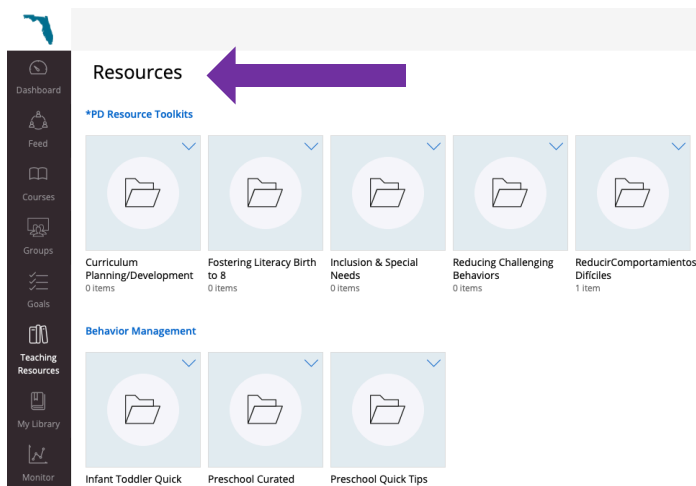 Dashboard
Feed
Courses
Groups
Goals
Teaching
Resources
My Library
Monitor
Resources
*PD Resource Toolkits
Curriculum
Planning/Development
0 items
Fostering Literacy Birth
to 8
0 items
Inclusion & Special
Needs
0 items
Reducing Challenging
Behaviors
0 items
ReducirComportamientos
Difíciles
1 item
Behavior Management
Infant Toddler Quick
Preschool Curated
Preschool Quick Tips